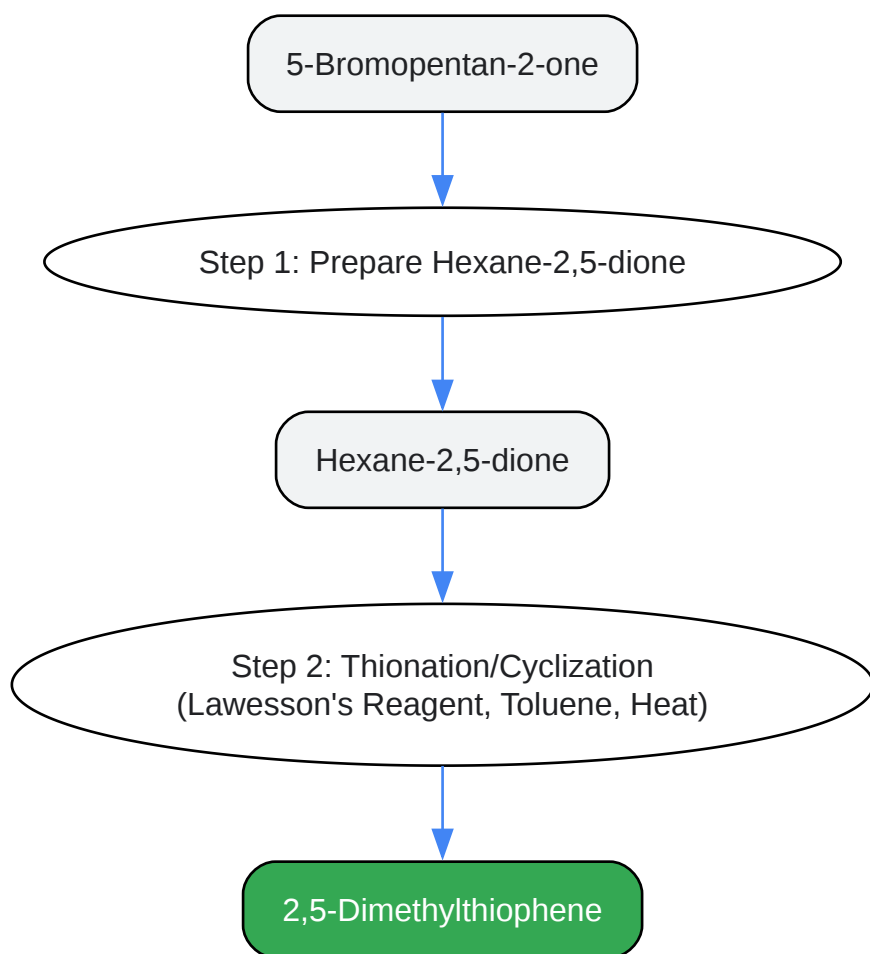 5-Bromopentan-2-one
Step 1: Prepare Hexane-2,5-dione
Hexane-2,5-dione
Step 2: Thionation/Cyclization
(Lawesson's Reagent, Toluene, Heat)
2,5-Dimethylthiophene